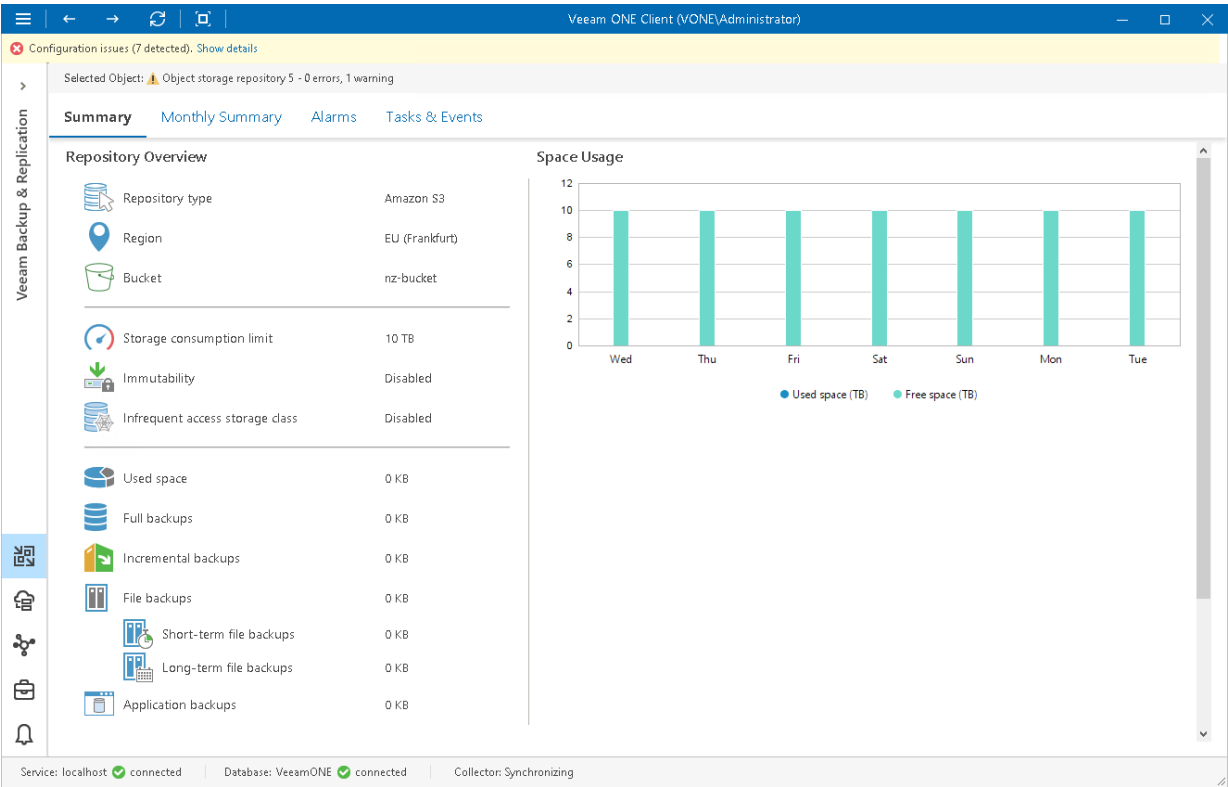 Veeam ONE Client (VONE\Administrator)
Configuration issues (7 detected). Show details
Selected Object: Object storage repository 5 - 0 errors, 1 warning
Veeam Backup & Replication
Summary Monthly Summary Alarms Tasks & Events
Repository Overview
Repository type Amazon S3
Region EU (Frankfurt)
Bucket nz-bucket
Storage consumption limit 10 TB
Immutability Disabled
Infrequent access storage class Disabled
Used space 0 KB
Full backups 0 KB
Incremental backups 0 KB
File backups 0 KB
Short-term file backups 0 KB
Long-term file backups 0 KB
Application backups 0 KB
Space Usage
12
10
8
6
4
2
0
Wed Thu Fri Sat Sun Mon Tue
Used space (TB) Free space (TB)
Service: localhost connected Database: VeeamONE connected Collector: Synchronizing